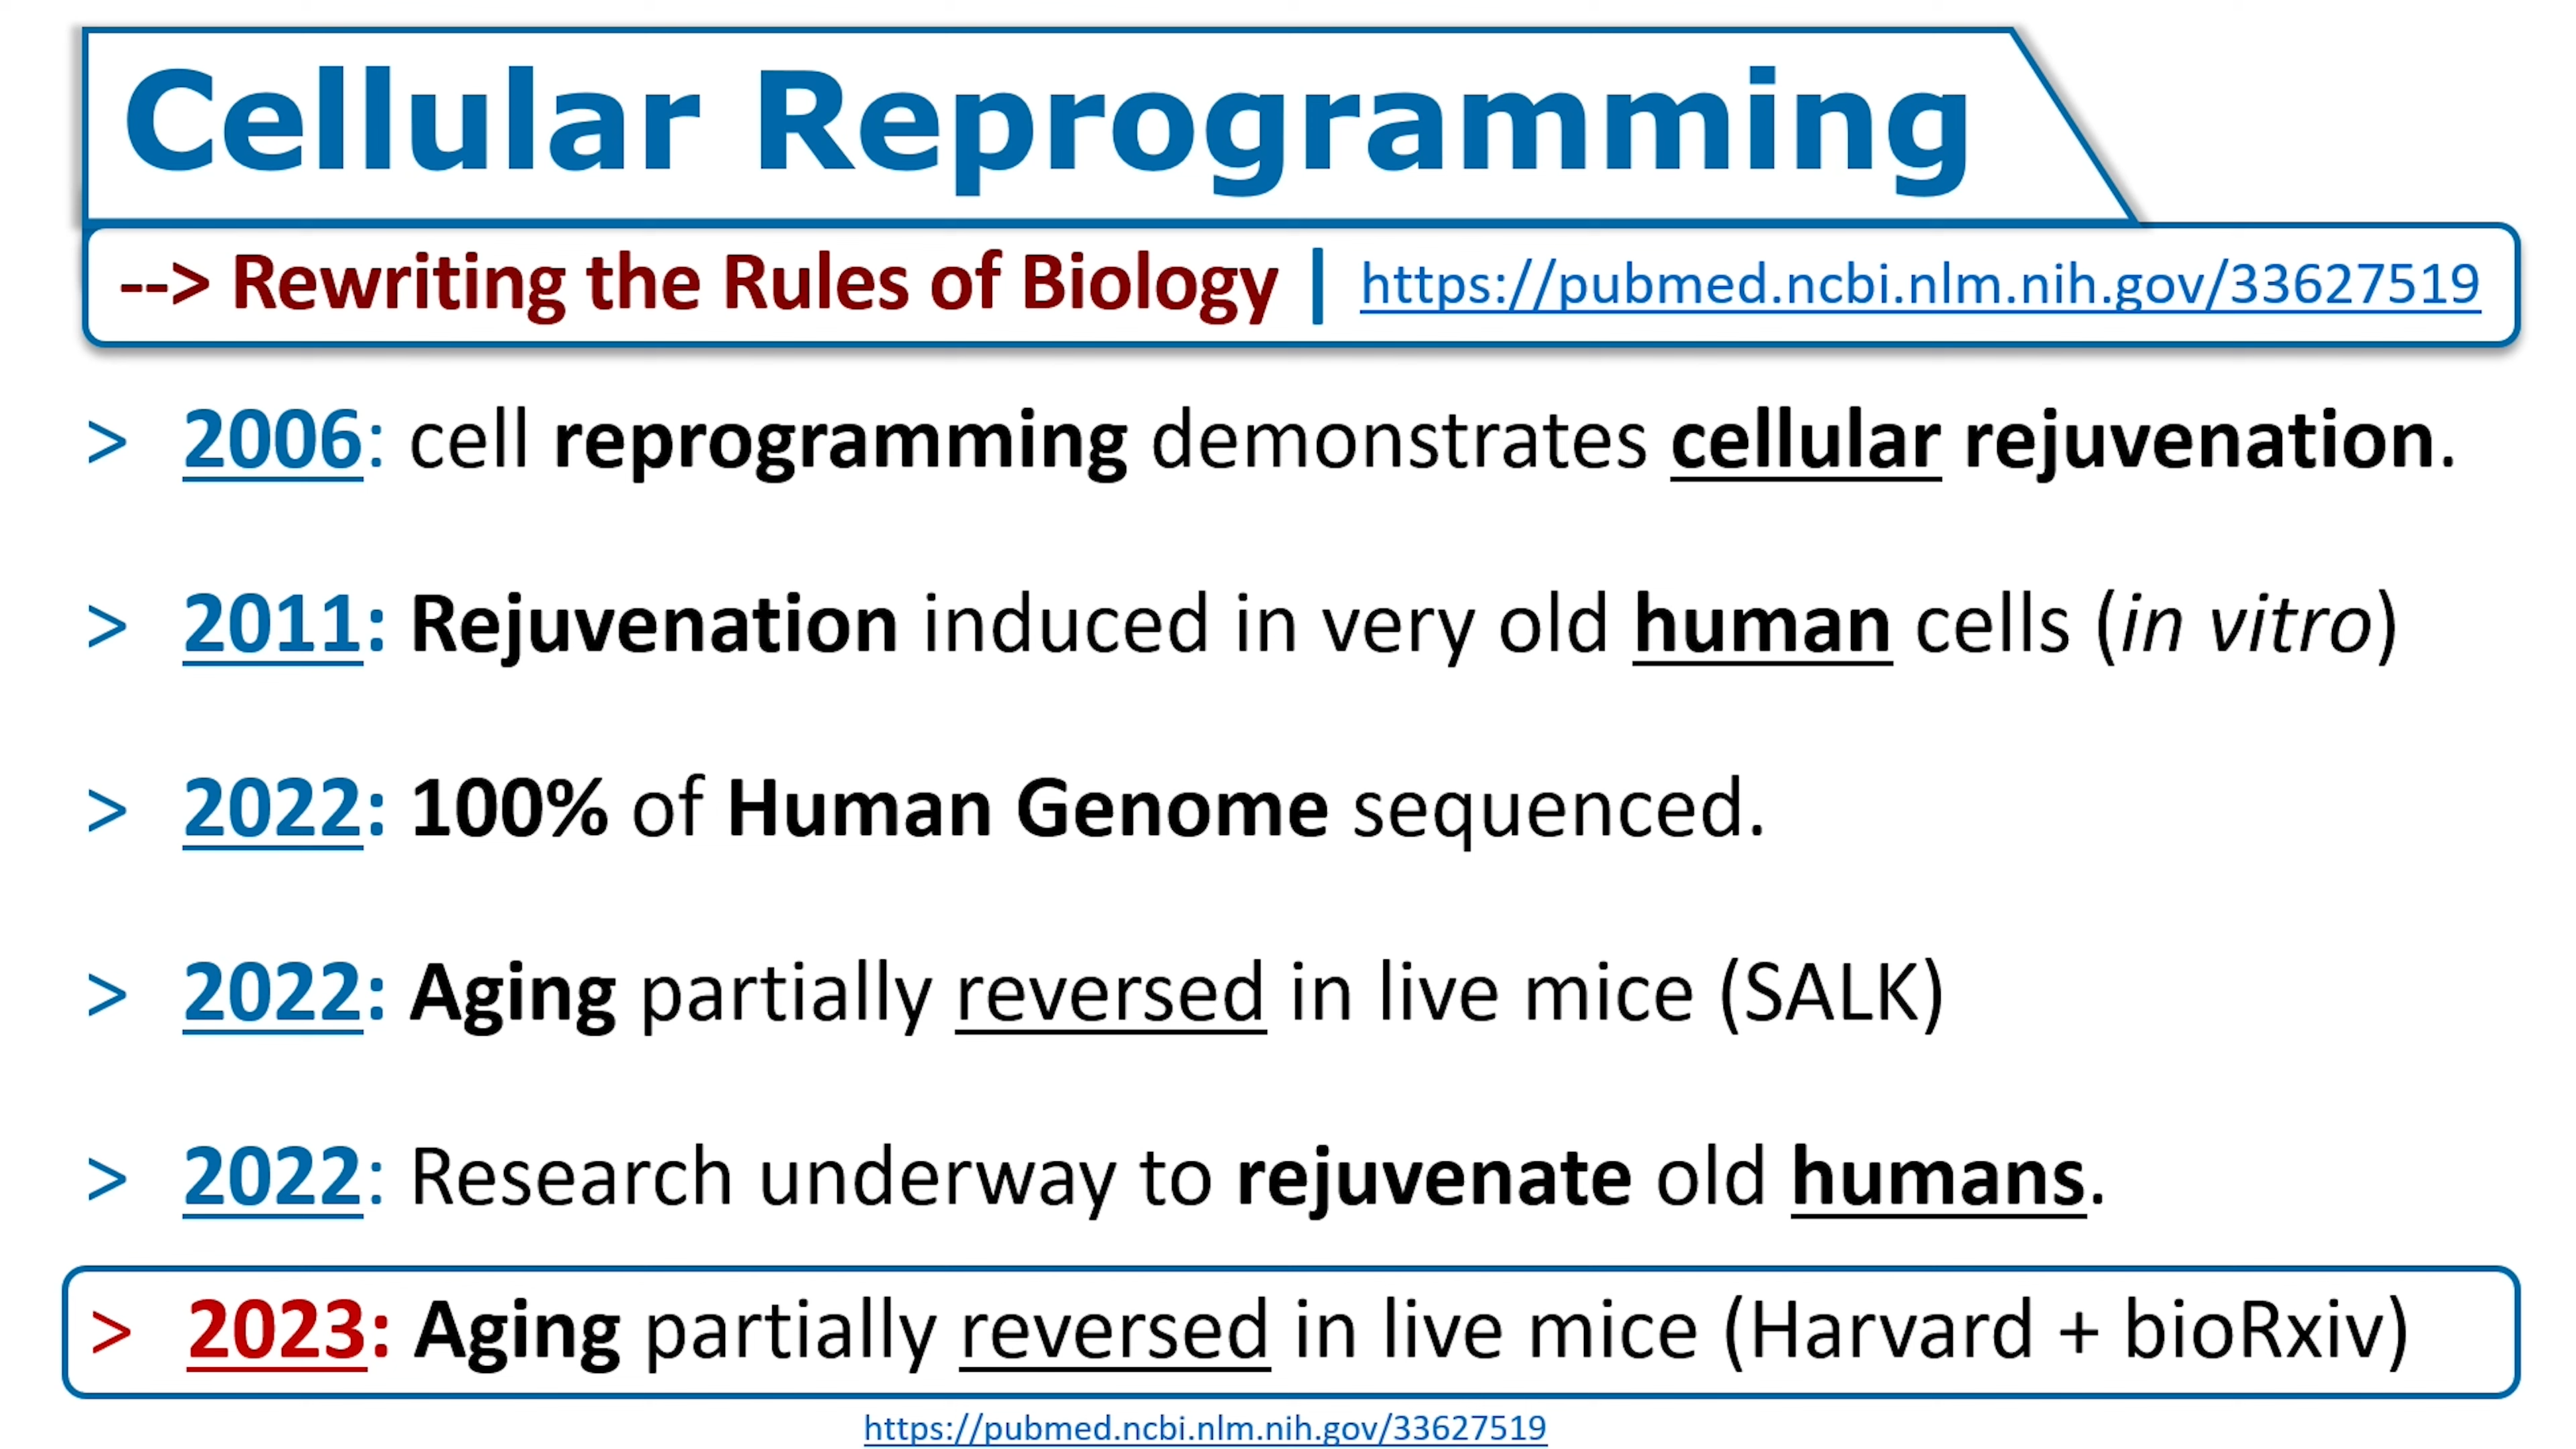 Cellular Reprogramming
--> Rewriting the Rules of Biology | https://pubmed.ncbi.nlm.nih.gov/33627519
> 2006: cell reprogramming demonstrates cellular rejuvenation.
> 2011: Rejuvenation induced in very old human cells (in vitro)
> 2022: 100% of Human Genome sequenced.
> 2022: Aging partially reversed in live mice (SALK)
> 2022: Research underway to rejuvenate old humans.
> 2023: Aging partially reversed in live mice (Harvard + bioRxiv)
https://pubmed.ncbi.nlm.nih.gov/33627519